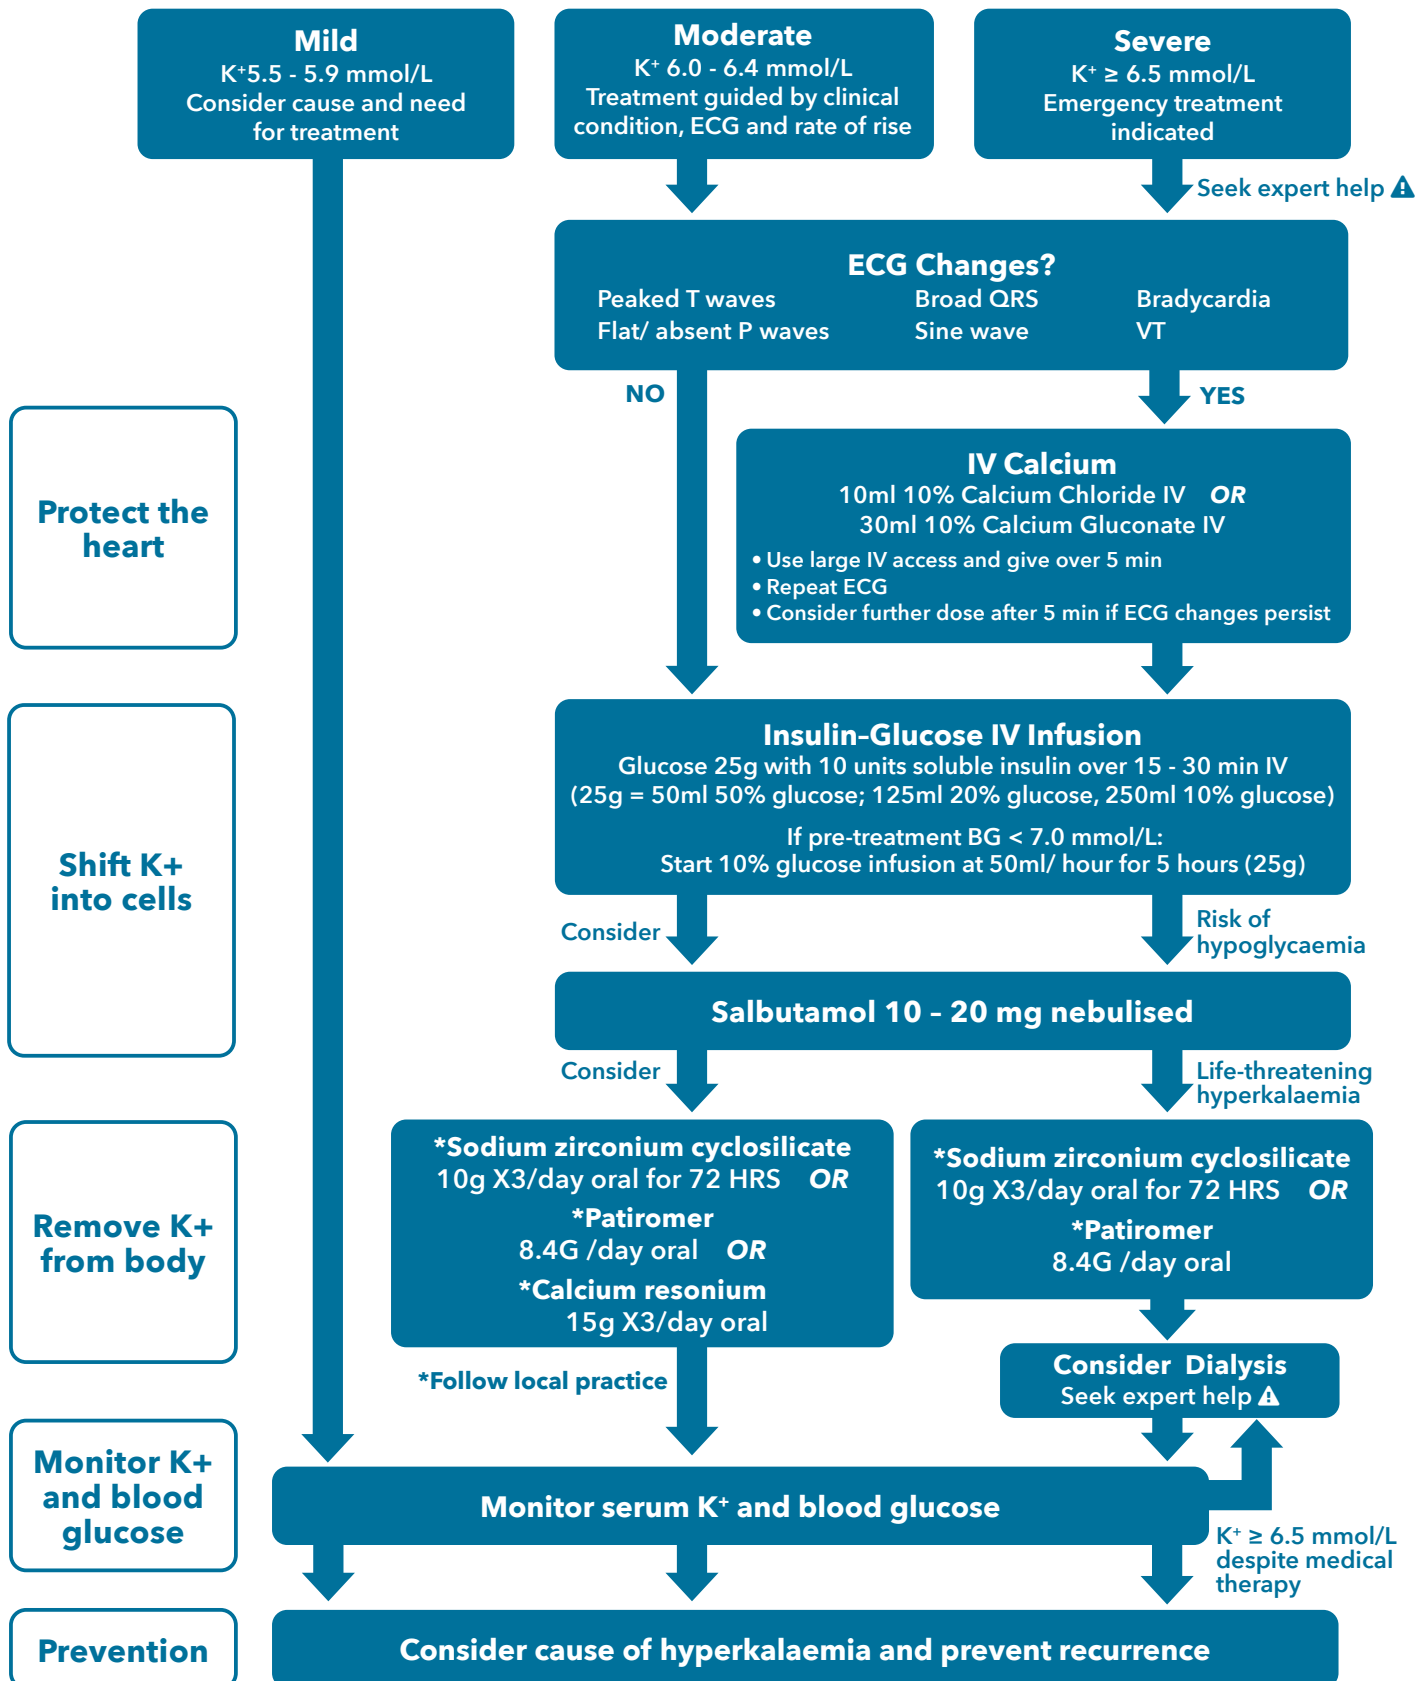 Mild
K⁺5.5 - 5.9 mmol/L
Consider cause and need
for treatment
Moderate
K⁺ 6.0 - 6.4 mmol/L
Treatment guided by clinical
condition, ECG and rate of rise
Severe
K⁺ ≥ 6.5 mmol/L
Emergency treatment
indicated
Seek expert help
ECG Changes?
Peaked T waves
Flat/ absent P waves
Broad QRS
Sine wave
Bradycardia
VT
NO
YES
Protect the
heart
IV Calcium
10ml 10% Calcium Chloride IV OR
30ml 10% Calcium Gluconate IV
• Use large IV access and give over 5 min
• Repeat ECG
• Consider further dose after 5 min if ECG changes persist
Shift K+
into cells
Insulin–Glucose IV Infusion
Glucose 25g with 10 units soluble insulin over 15 - 30 min IV
(25g = 50ml 50% glucose; 125ml 20% glucose, 250ml 10% glucose)
If pre-treatment BG < 7.0 mmol/L:
Start 10% glucose infusion at 50ml/ hour for 5 hours (25g)
Consider
Risk of
hypoglycaemia
Salbutamol 10 – 20 mg nebulised
Consider
Life-threatening
hyperkalaemia
Remove K+
from body
*Sodium zirconium cyclosilicate
10g X3/day oral for 72 HRS OR
*Patiromer
8.4G /day oral OR
*Calcium resonium
15g X3/day oral
*Sodium zirconium cyclosilicate
10g X3/day oral for 72 HRS OR
*Patiromer
8.4G /day oral
*Follow local practice
Consider Dialysis
Seek expert help
Monitor K+
and blood
glucose
Monitor serum K⁺ and blood glucose
K⁺ ≥ 6.5 mmol/L
despite medical
therapy
Prevention
Consider cause of hyperkalaemia and prevent recurrence